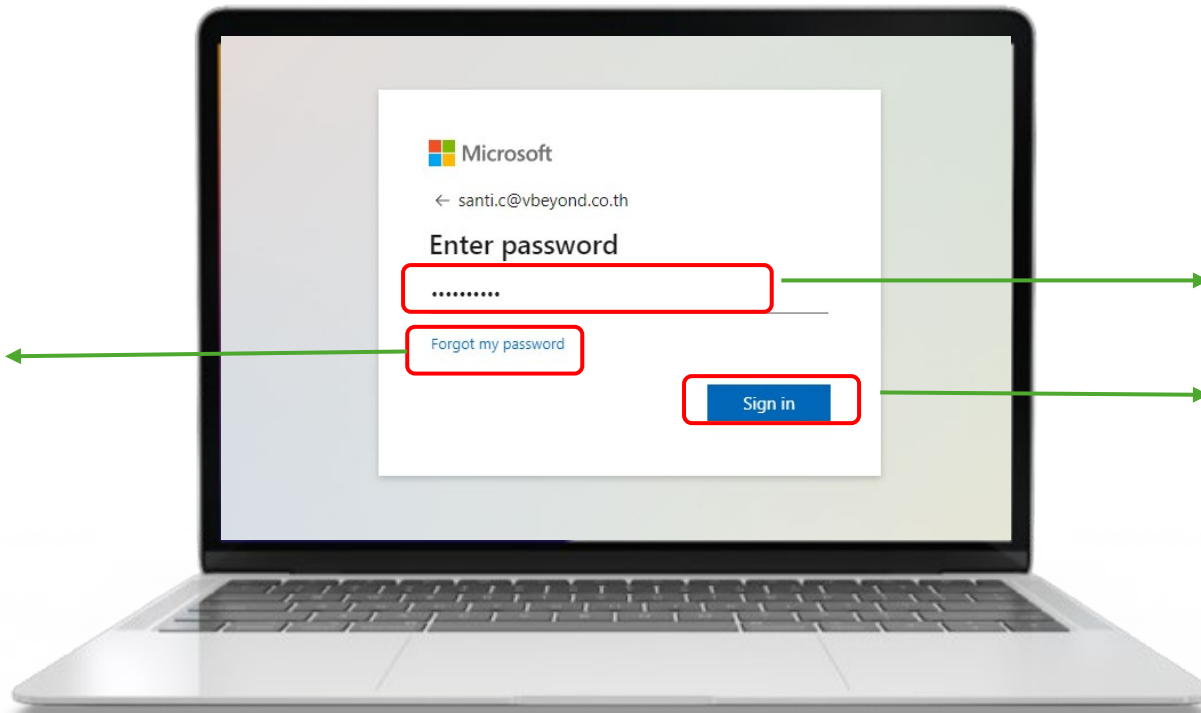 Microsoft
← santi.c@vbeyond.co.th
Enter password
••••••••••
Forgot my password
Sign in